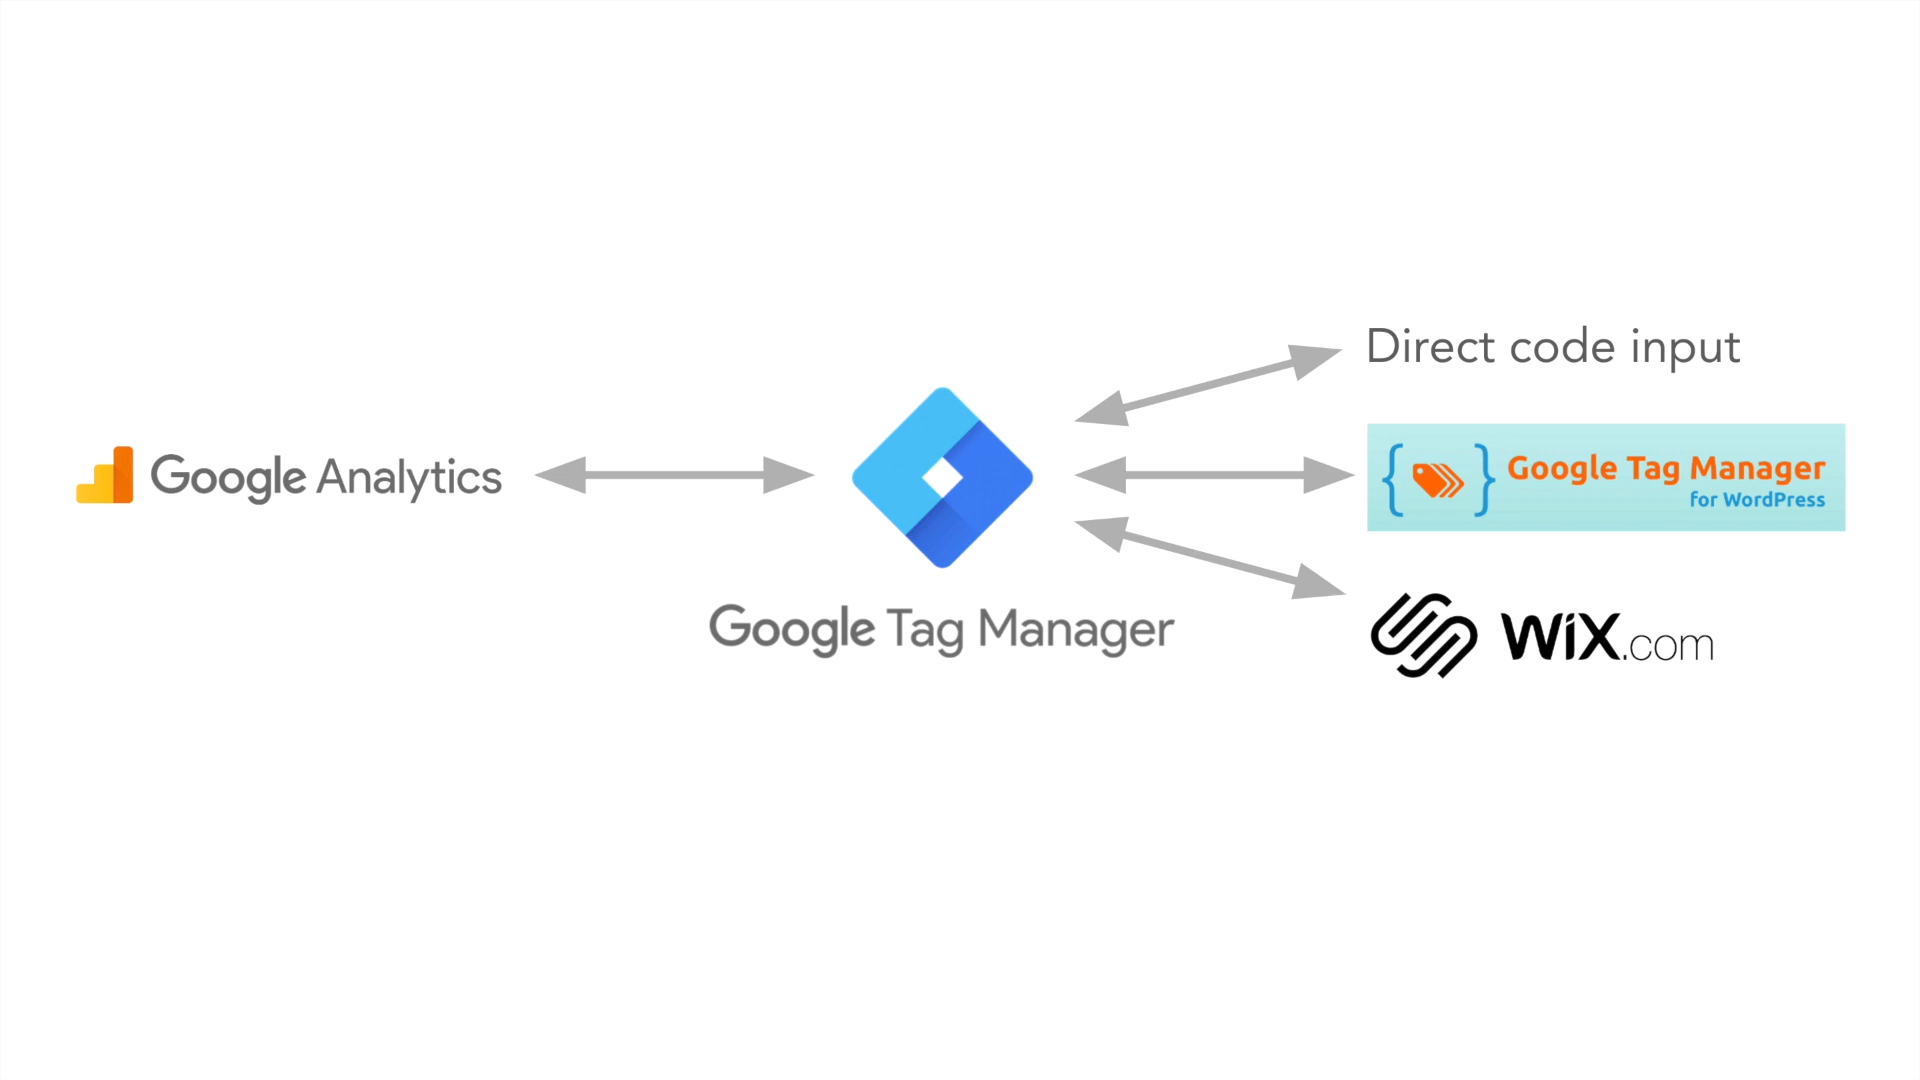 Google Analytics
Google Tag Manager
Direct code input
Google Tag Manager
for WordPress
WiX.com